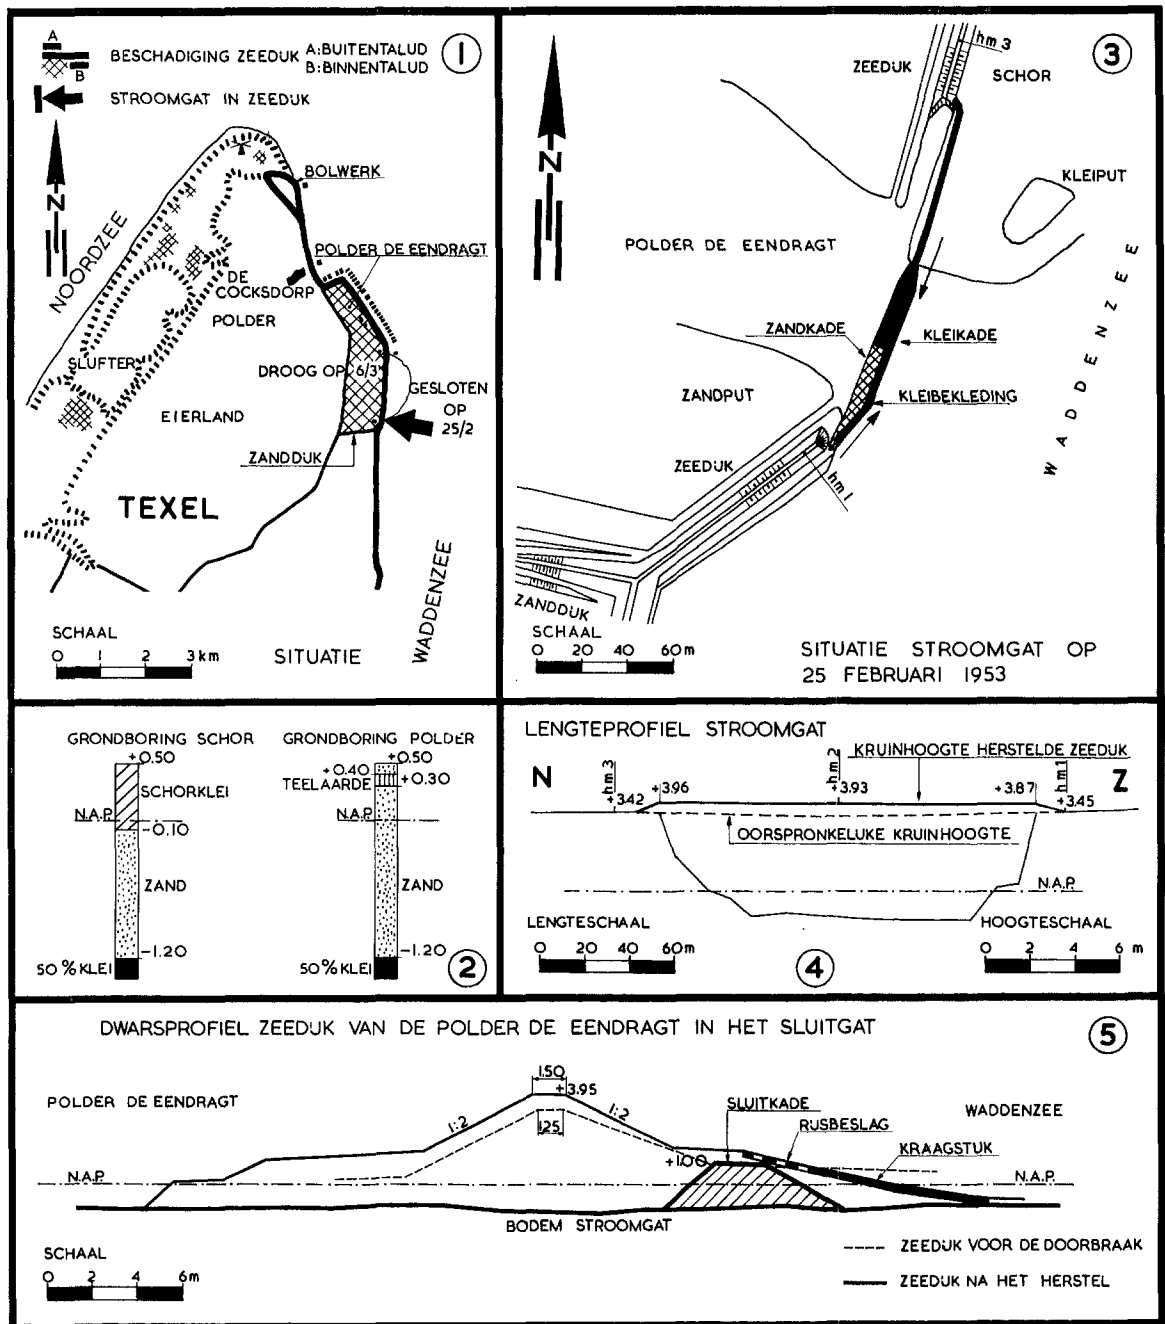 A
B
BESCHADIGING ZEEDIJK A:BUITENTALUD
B:BINNENTALUD
1
STROOMGAT IN ZEEDIJK
N
BOLWERK
NOORDZEE
POLDER DE EENDRAGT
DE
COCKSDORP
POLDER
SLUFTER
DROOG OP 6/3
GESLOTEN
OP
25/2
EIERLAND
ZANDDIJK
TEXEL
WADDENZEE
SCHAAL
0 1 2 3 km
SITUATIE
3
hm 3
ZEEDIJK
SCHOR
N
KLEIPUT
POLDER DE EENDRAGT
WADDENZEE
ZANDKADE
KLEIKADE
ZANDPUT
KLEIBEKLEDING
ZEEDIJK
hm 1
ZANDDIJK
SCHAAL
0 20 40 60 m
SITUATIE STROOMGAT OP
25 FEBRUARI 1953
GRONDBORING SCHOR
+0.50
SCHORKLEI
N.A.P.
-0.10
ZAND
-1.20
50 % KLEI
GRONDBORING POLDER
+0.50
+0.40
+0.30
TEELAARDE
N.A.P.
ZAND
-1.20
50 % KLEI
2
LENGTEPROFIEL STROOMGAT
KRUINHOOGTE HERSTELDE ZEEDIJK
N
hm 3
hm 2
hm 1
Z
+3.42
+3.96
+3.93
+3.87
+3.45
OORSPRONKELIJKE KRUINHOOGTE
N.A.P.
LENGTESCHAAL
0 20 40 60 m
HOOGTESCHAAL
0 2 4 6 m
4
DWARSPROFIEL ZEEDIJK VAN DE POLDER DE EENDRAGT IN HET SLUITGAT
5
1.50
+3.95
POLDER DE EENDRAGT
SLUITKADE
WADDENZEE
1:2
1:2
1.25
RIJSBESLAG
KRAAGSTUK
+1.00
N.A.P.
N.A.P.
BODEM STROOMGAT
SCHAAL
0 2 4 6 m
ZEEDIJK VOOR DE DOORBRAAK
ZEEDIJK NA HET HERSTEL